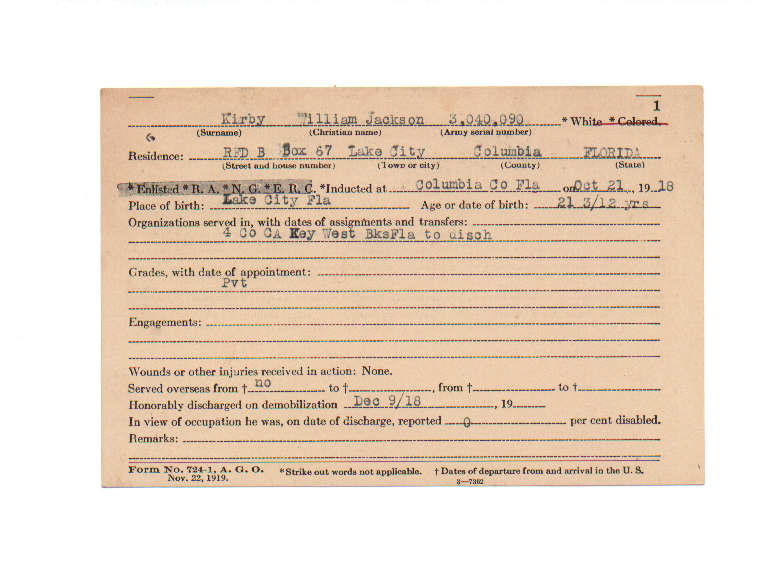 1
Kirby William Jackson 3,040,090 * White * Colored.
(Surname) (Christian name) (Army serial number)
Residence: RFD B Box 67 Lake City Columbia FLORIDA
(Street and house number) (Town or city) (County) (State)
*Enlisted * R. A. *N. G. *E. R. C. *Inducted at Columbia Co Fla on Oct 21, 1918
Place of birth: Lake City Fla Age or date of birth: 21 3/12 yrs
Organizations served in, with dates of assignments and transfers:
4 Co CA Key West BksFla to disch
Grades, with date of appointment:
Pvt
Engagements:
Wounds or other injuries received in action: None.
Served overseas from † no to †, from † to †
Honorably discharged on demobilization Dec 9/18, 19
In view of occupation he was, on date of discharge, reported 0 per cent disabled.
Remarks:
Form No. 724-1, A. G. O. *Strike out words not applicable. † Dates of departure from and arrival in the U. S.
Nov. 22, 1919. 3—7302